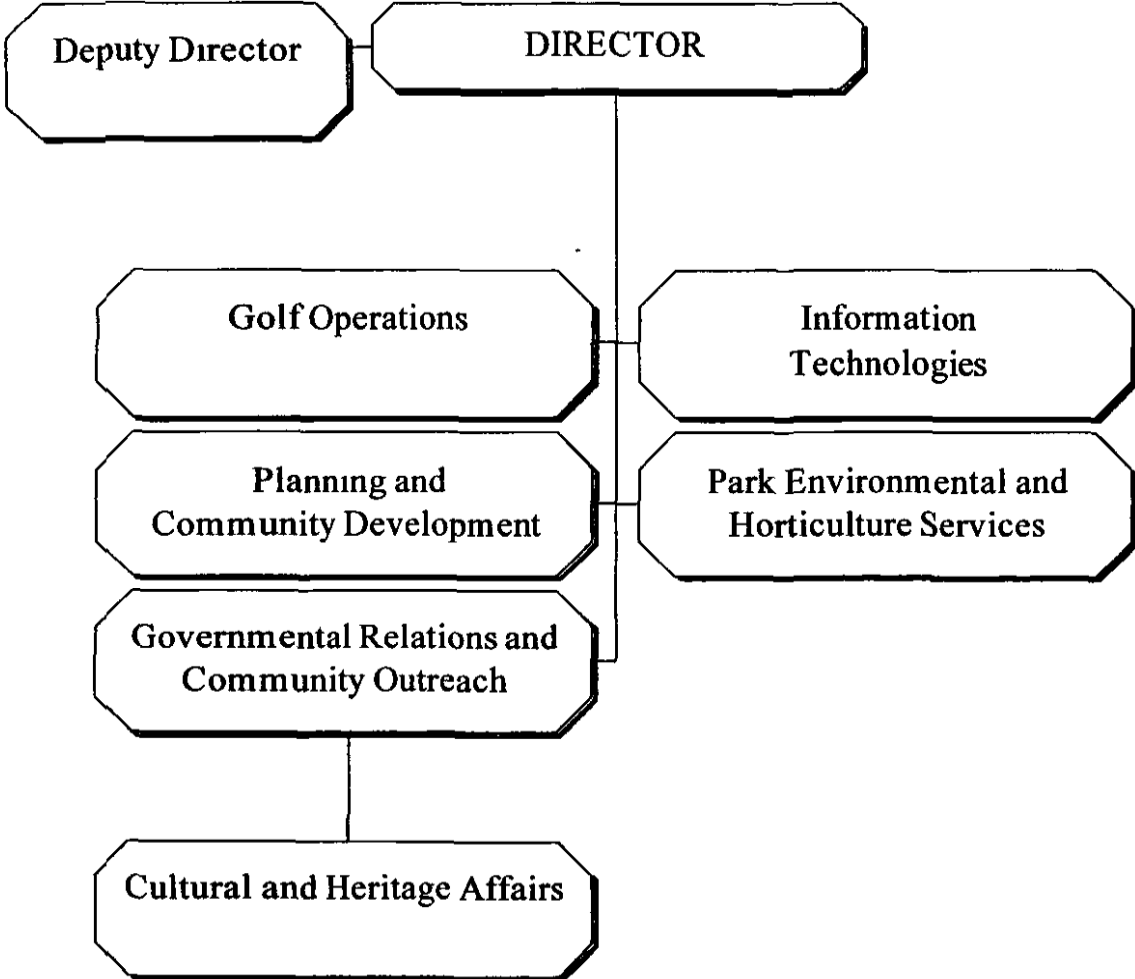 Deputy Director
DIRECTOR
Golf Operations
Information
Technologies
Planning and
Community Development
Park Environmental and
Horticulture Services
Governmental Relations and
Community Outreach
Cultural and Heritage Affairs